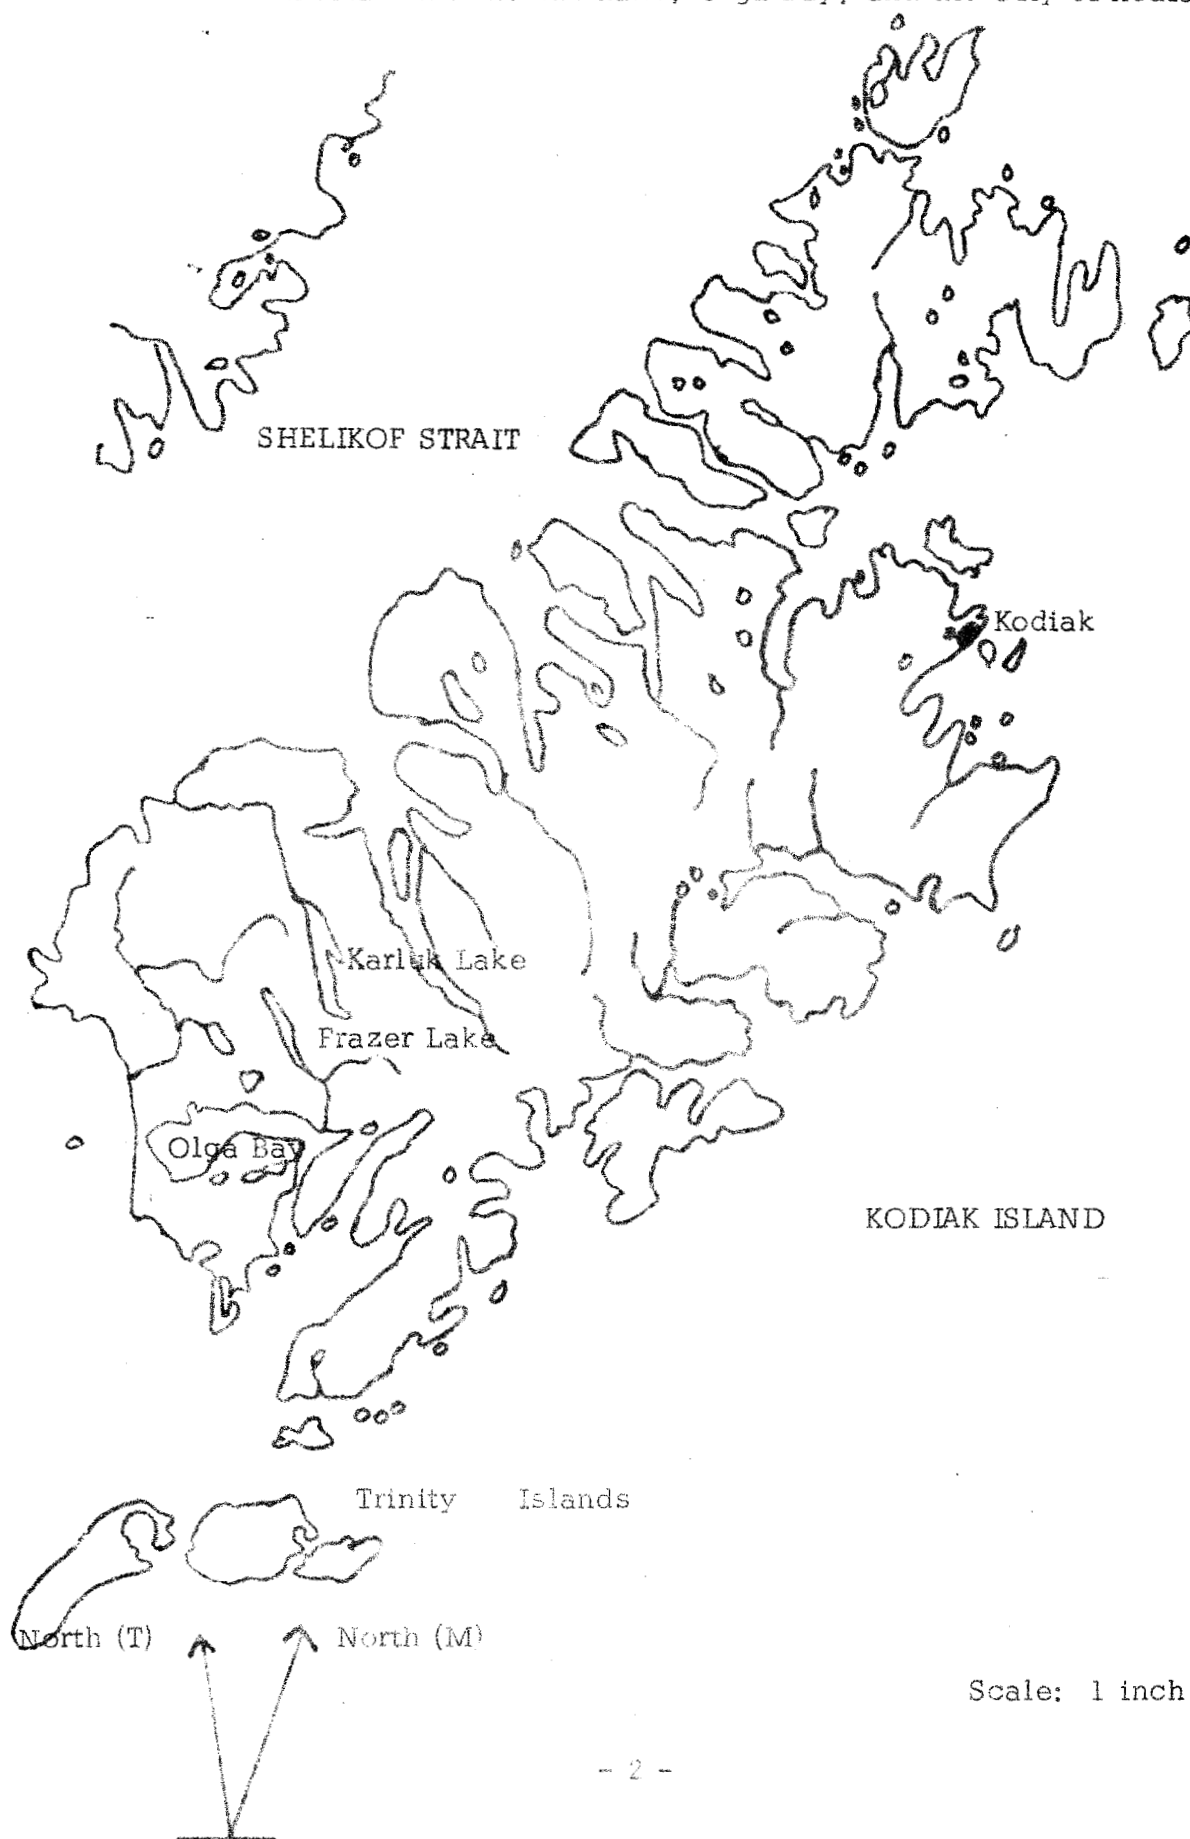 SHELIKOF STRAIT
Kodiak
Karluk Lake
Frazer Lake
Olga Bay
KODIAK ISLAND
Trinity Islands
North (T) North (M)
Scale: 1 inch
- 2 -